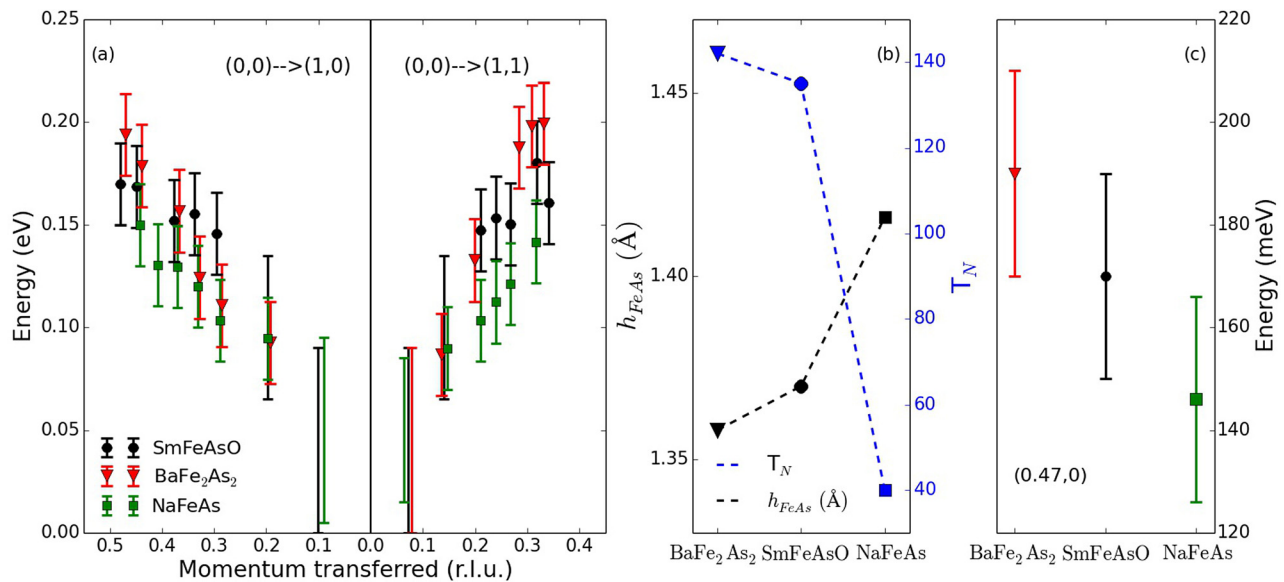 (a)
(0,0)-->(1,0)
(0,0)-->(1,1)
Energy (eV)
0.25
0.20
0.15
0.10
0.05
0.00
SmFeAsO
BaFe₂As₂
NaFeAs
0.5 0.4 0.3 0.2 0.1 0.0 0.1 0.2 0.3 0.4
Momentum transferred (r.l.u.)
(b)
h_FeAs (Å)
1.45
1.40
1.35
T_N
140
120
100
80
60
40
T_N
h_FeAs (Å)
BaFe₂As₂ SmFeAsO NaFeAs
(c)
220
200
180
160
140
120
Energy (meV)
(0.47,0)
BaFe₂As₂ SmFeAsO NaFeAs